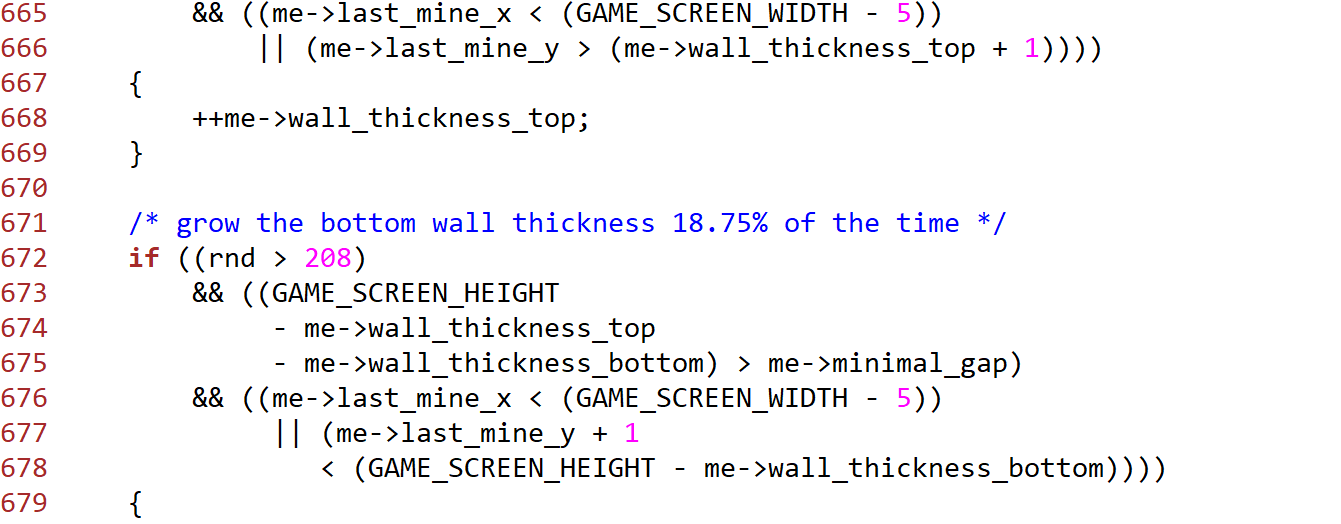 665         && ((me->last_mine_x < (GAME_SCREEN_WIDTH - 5))
666             || (me->last_mine_y > (me->wall_thickness_top + 1))))
667     {
668         ++me->wall_thickness_top;
669     }
670
671     /* grow the bottom wall thickness 18.75% of the time */
672     if ((rnd > 208)
673         && ((GAME_SCREEN_HEIGHT
674              - me->wall_thickness_top
675              - me->wall_thickness_bottom) > me->minimal_gap)
676         && ((me->last_mine_x < (GAME_SCREEN_WIDTH - 5))
677              || (me->last_mine_y + 1
678                 < (GAME_SCREEN_HEIGHT - me->wall_thickness_bottom))))
679     {